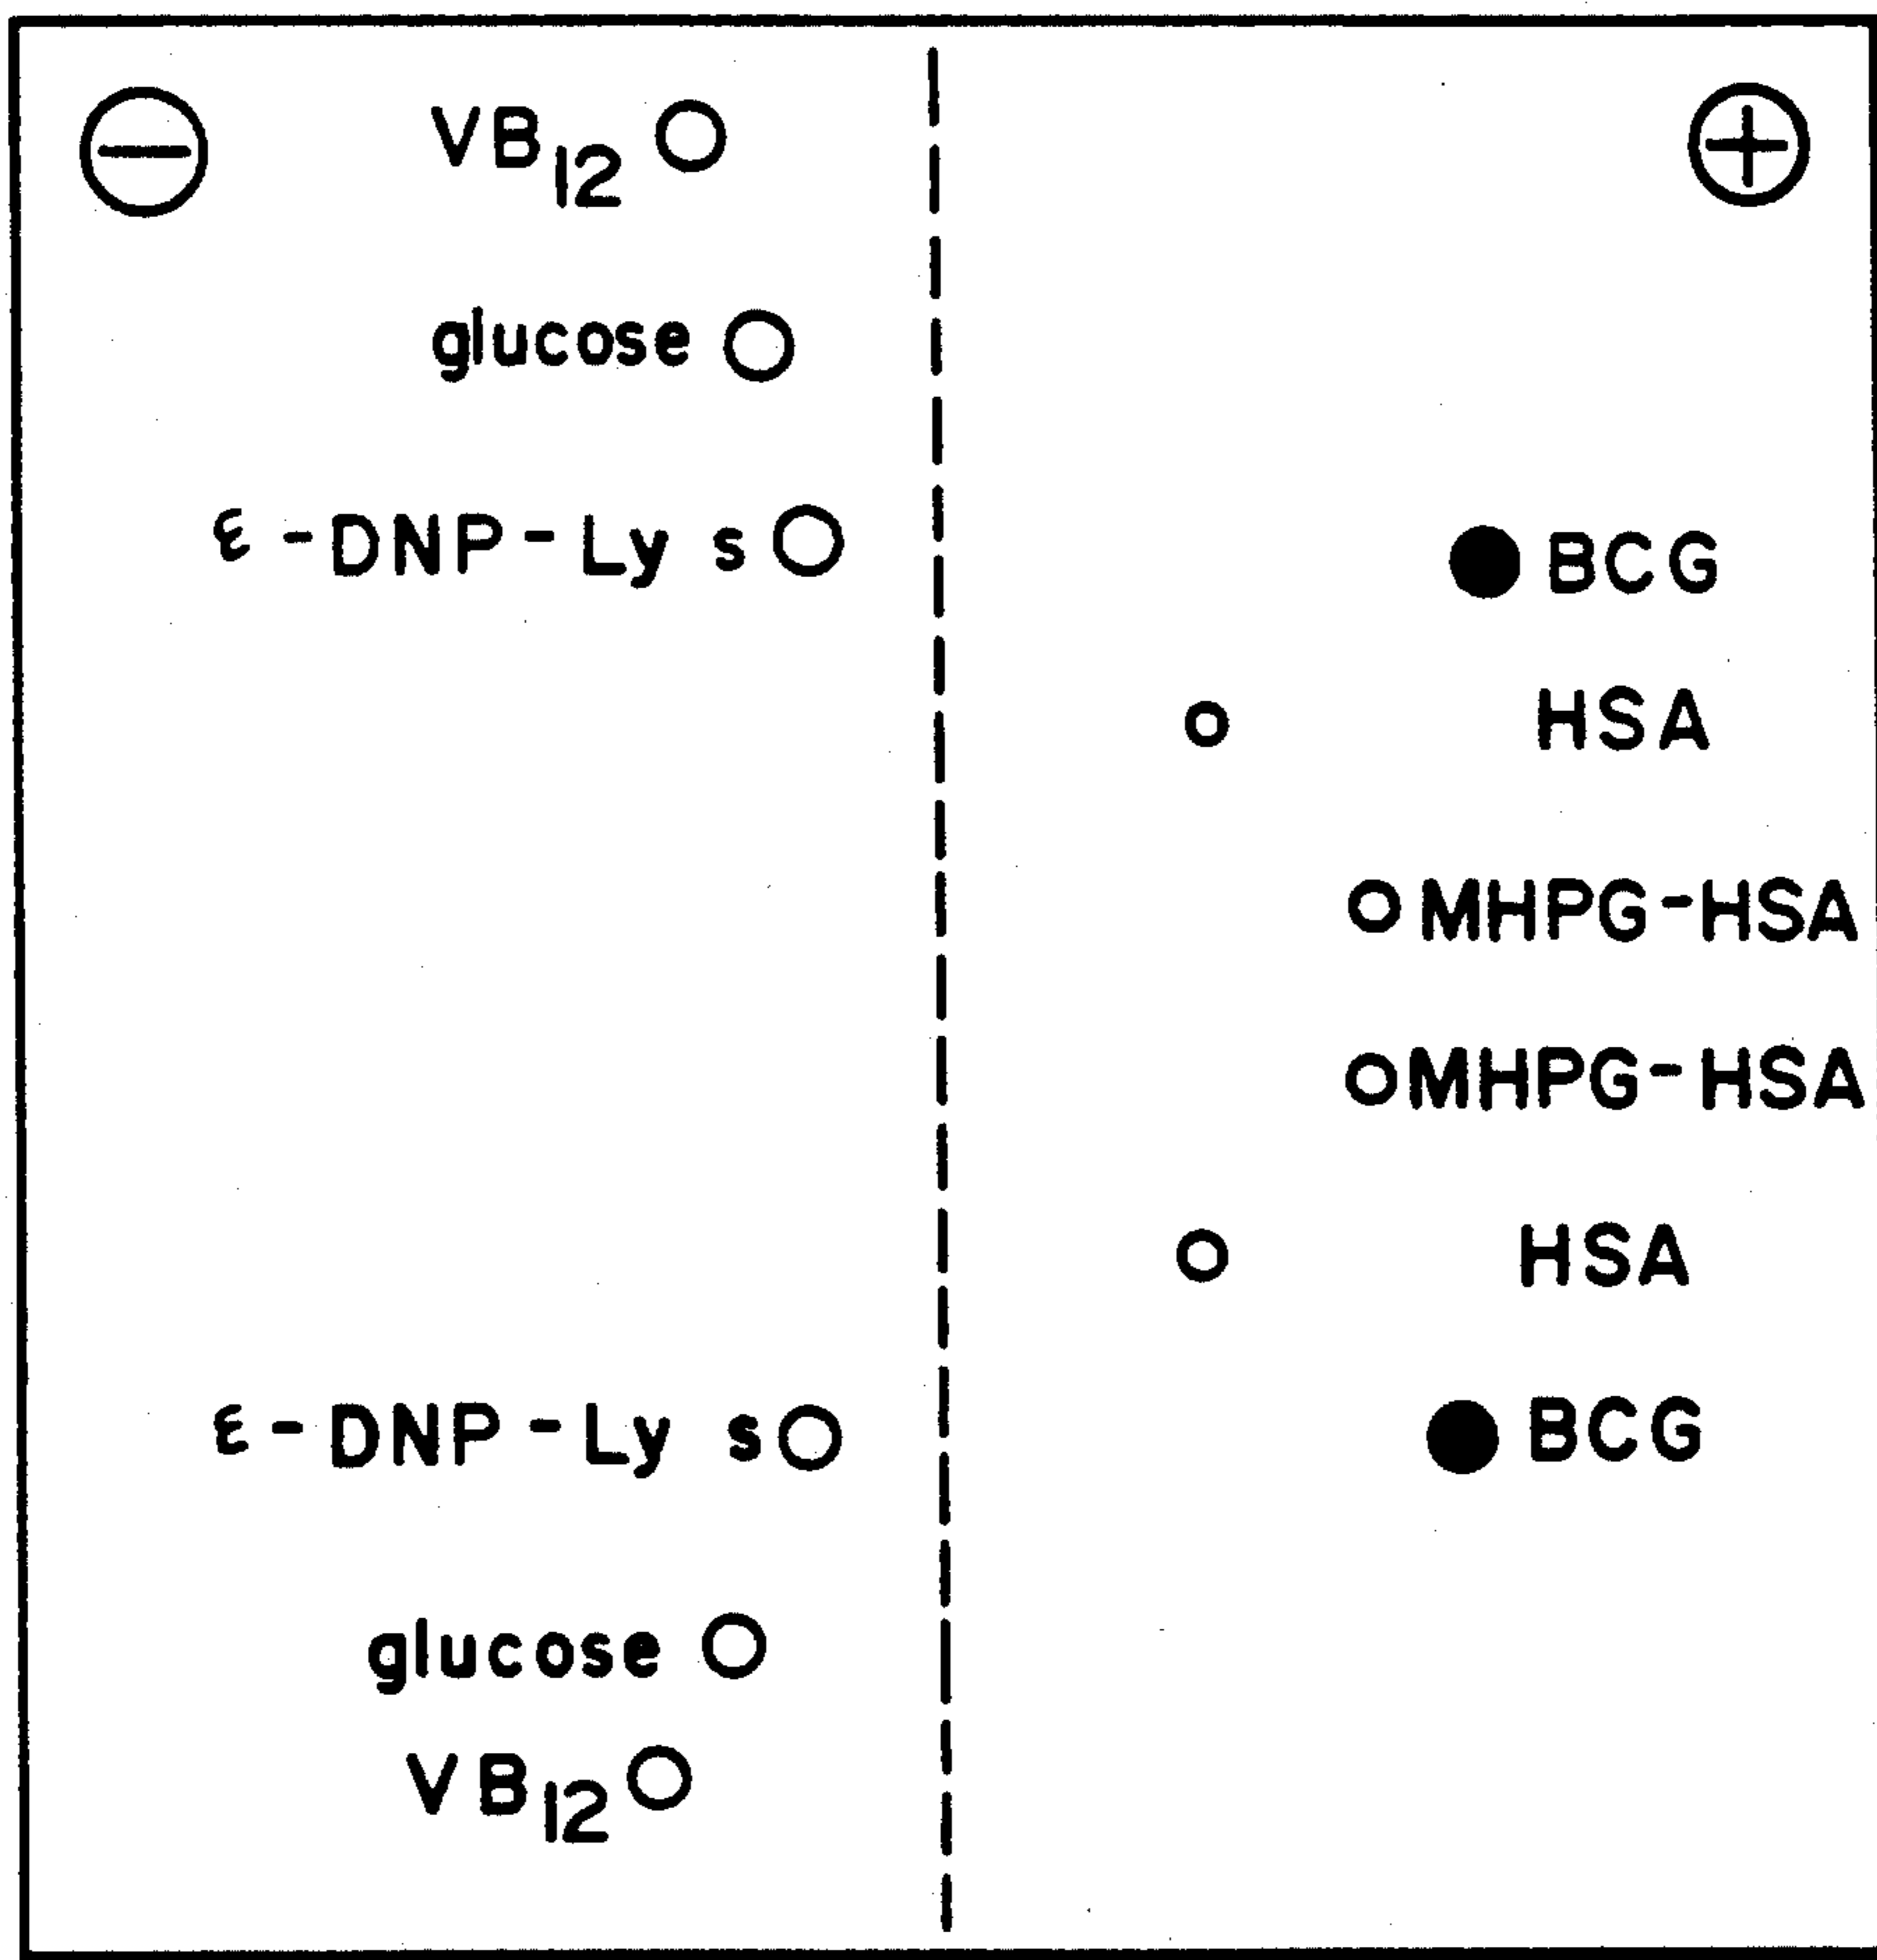 ⊖ VB₁₂ ⊕
glucose
ε-DNP-Lys BCG
HSA
MHPG-HSA
MHPG-HSA
HSA
ε-DNP-Lys BCG
glucose
VB₁₂